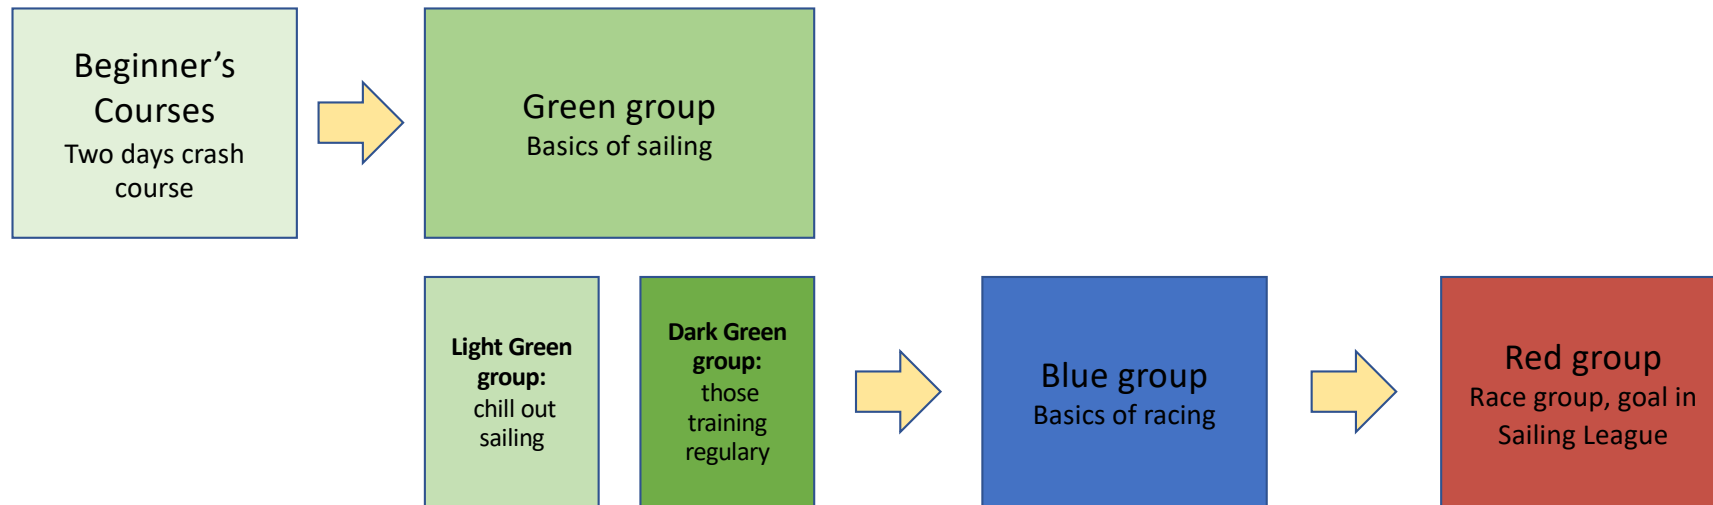 Beginner's
Courses
Two days crash
course
Green group
Basics of sailing
Light Green
group:
chill out
sailing
Dark Green
group:
those
training
regulary
Blue group
Basics of racing
Red group
Race group, goal in
Sailing League